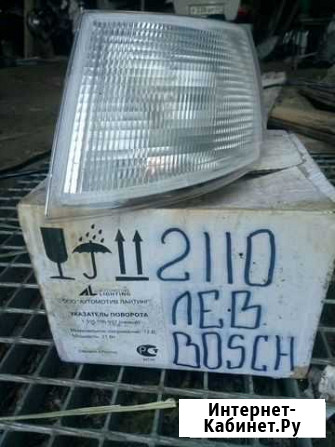 2110
ЛЕВ.
BOSCH
AL
LIGHTING
ООО "АВТОМОТИВ ЛАЙТИНГ"
УКАЗАТЕЛЬ ПОВОРОТА
Интернет-
Кабинет.Ру